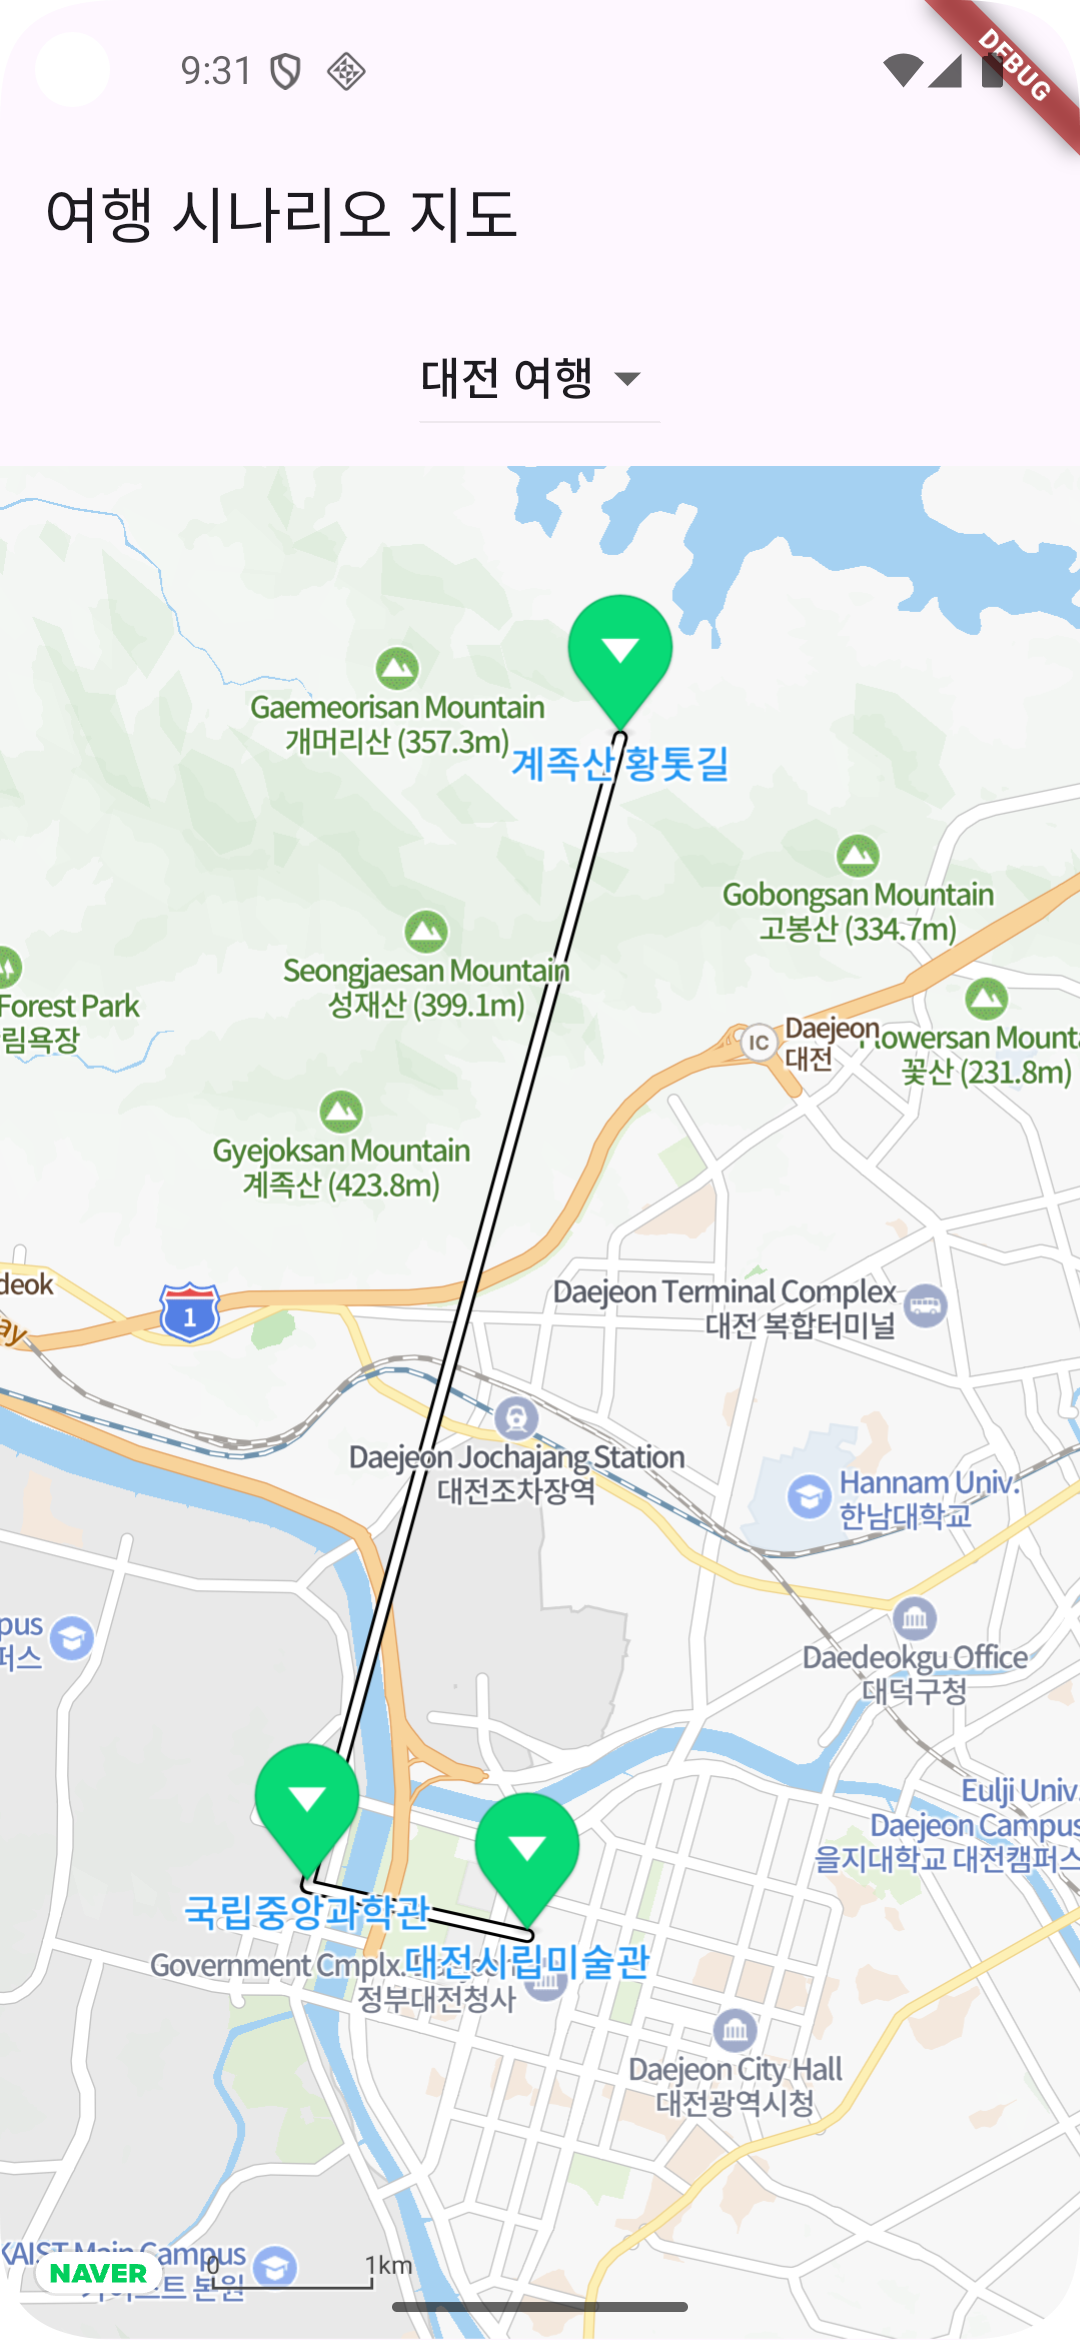 9:31
DEBUG
여행 시나리오 지도
대전 여행
Gaemeorisan Mountain
개머리산 (357.3m)
계족산 황톳길
Gobongsan Mountain
고봉산 (334.7m)
Seongjaesan Mountain
성재산 (399.1m)
Forest Park
림욕장
IC
Daejeon
대전
lowersan Mounta
꽃산 (231.8m)
Gyejoksan Mountain
계족산 (423.8m)
deok
1
ay
Daejeon Terminal Complex
대전 복합터미널
Daejeon Jochajang Station
대전조차장역
Hannam Univ.
한남대학교
pus
퍼스
Daedeokgu Office
대덕구청
Eulji Univ.
Daejeon Campus
을지대학교 대전캠퍼스
국립중앙과학관
대전시립미술관
Government Cmplx.
정부대전청사
Daejeon City Hall
대전광역시청
KAIST Main Campus
본원
NAVER
0
1km